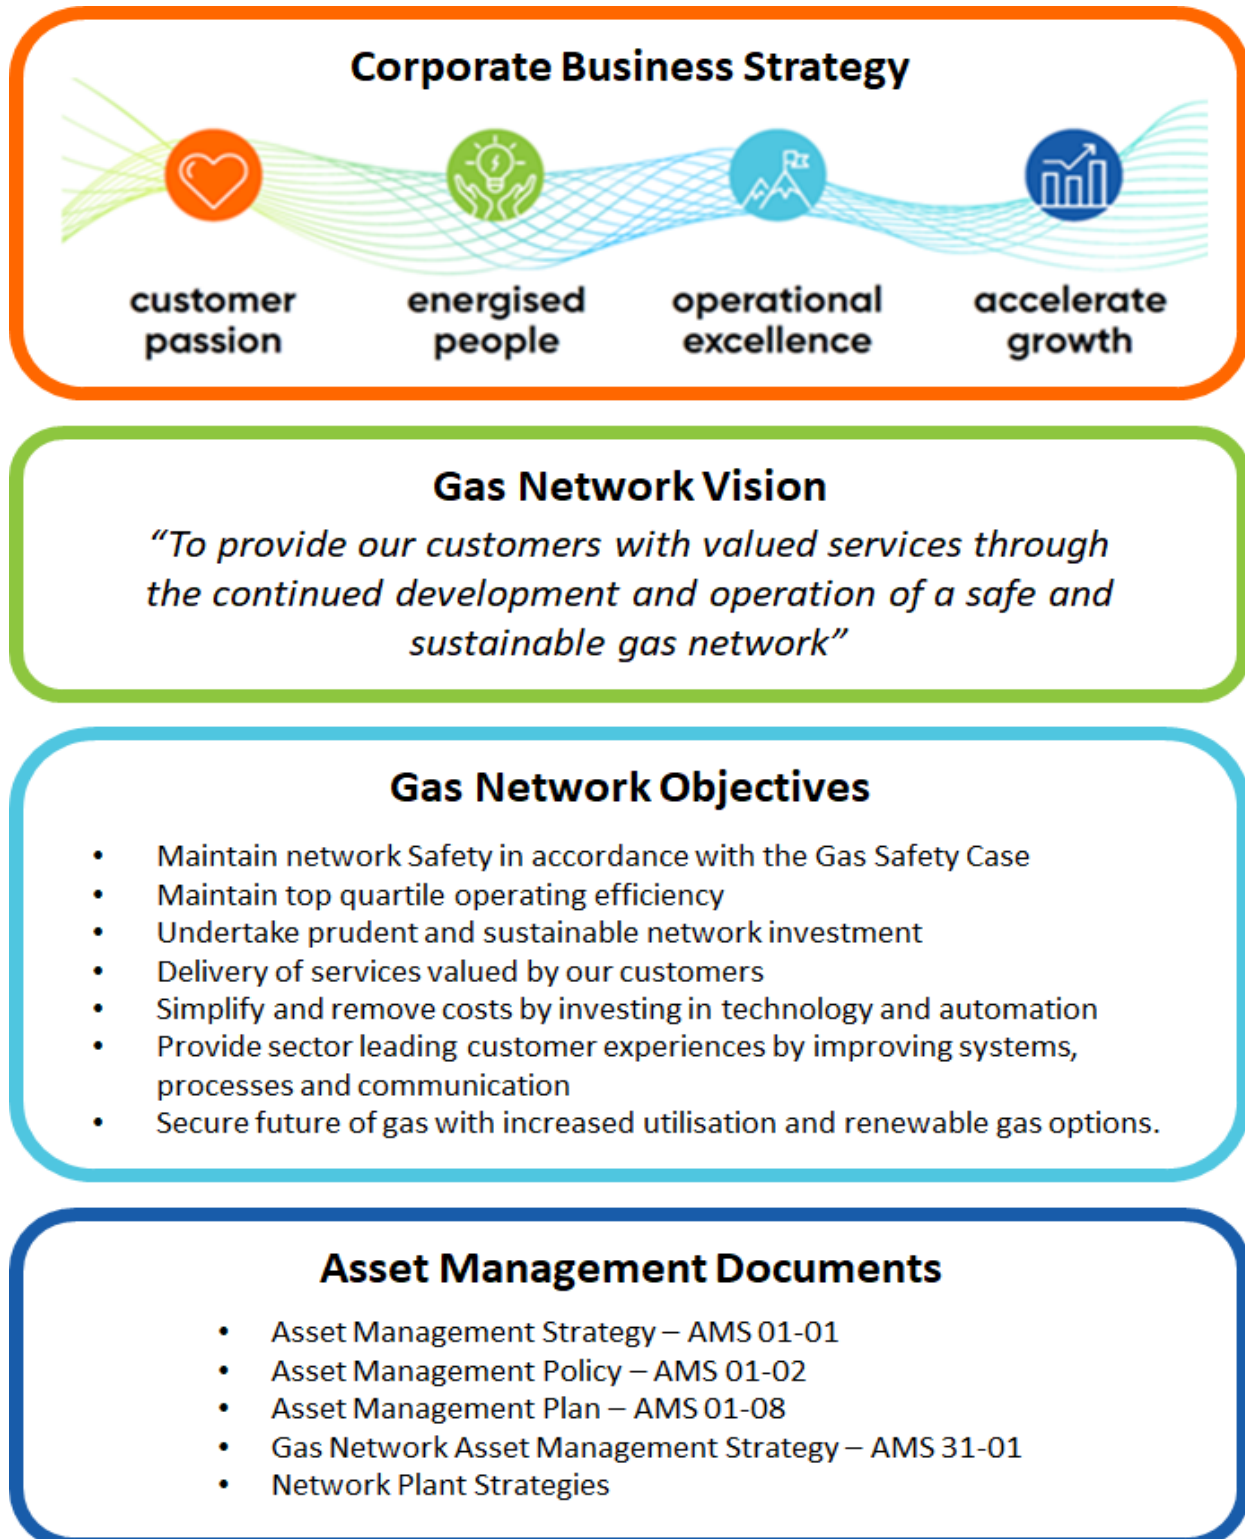 Corporate Business Strategy
customer
passion
energised
people
operational
excellence
accelerate
growth
Gas Network Vision
“To provide our customers with valued services through
the continued development and operation of a safe and
sustainable gas network”
Gas Network Objectives
• Maintain network Safety in accordance with the Gas Safety Case
• Maintain top quartile operating efficiency
• Undertake prudent and sustainable network investment
• Delivery of services valued by our customers
• Simplify and remove costs by investing in technology and automation
• Provide sector leading customer experiences by improving systems,
processes and communication
• Secure future of gas with increased utilisation and renewable gas options.
Asset Management Documents
• Asset Management Strategy – AMS 01-01
• Asset Management Policy – AMS 01-02
• Asset Management Plan – AMS 01-08
• Gas Network Asset Management Strategy – AMS 31-01
• Network Plant Strategies